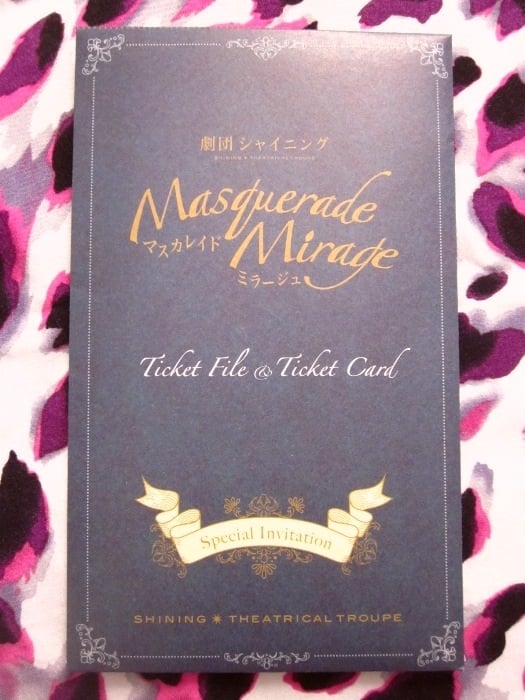 劇団シャイニング
SHINING ★ THEATRICAL TROUPE
Masquerade
マスカレイド
Mirage
ミラージュ
Ticket File & Ticket Card
Special Invitation
SHINING ✴ THEATRICAL TROUPE